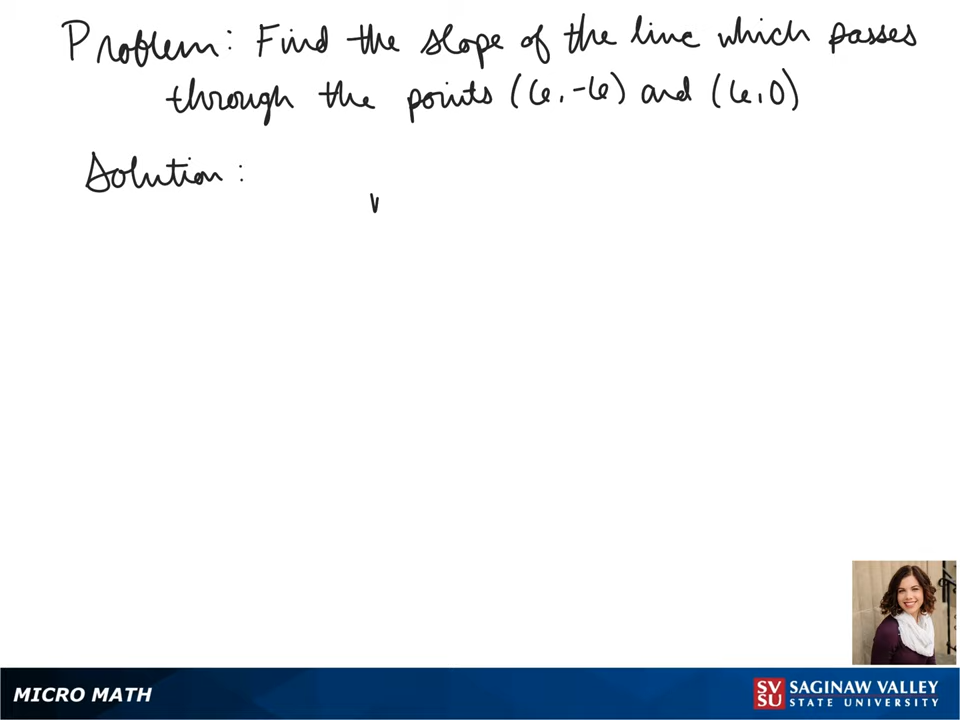 Problem: Find the slope of the line which passes
through the points (6,-6) and (6,0)
Solution:
MICRO MATH
SV
SU
SAGINAW VALLEY
STATE UNIVERSITY